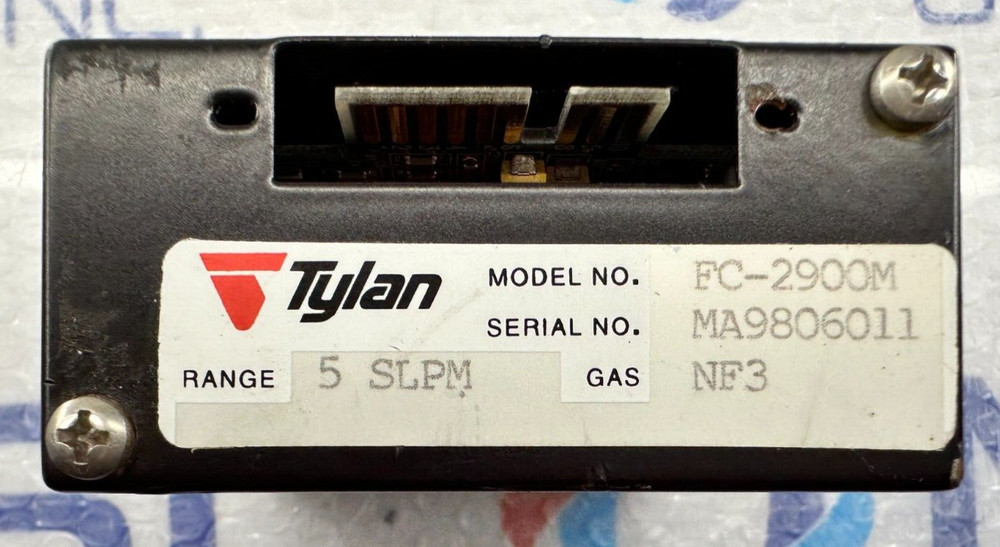 Tylan
MODEL NO. FC-2900M
SERIAL NO. MA9806011
RANGE 5 SLPM GAS NF3